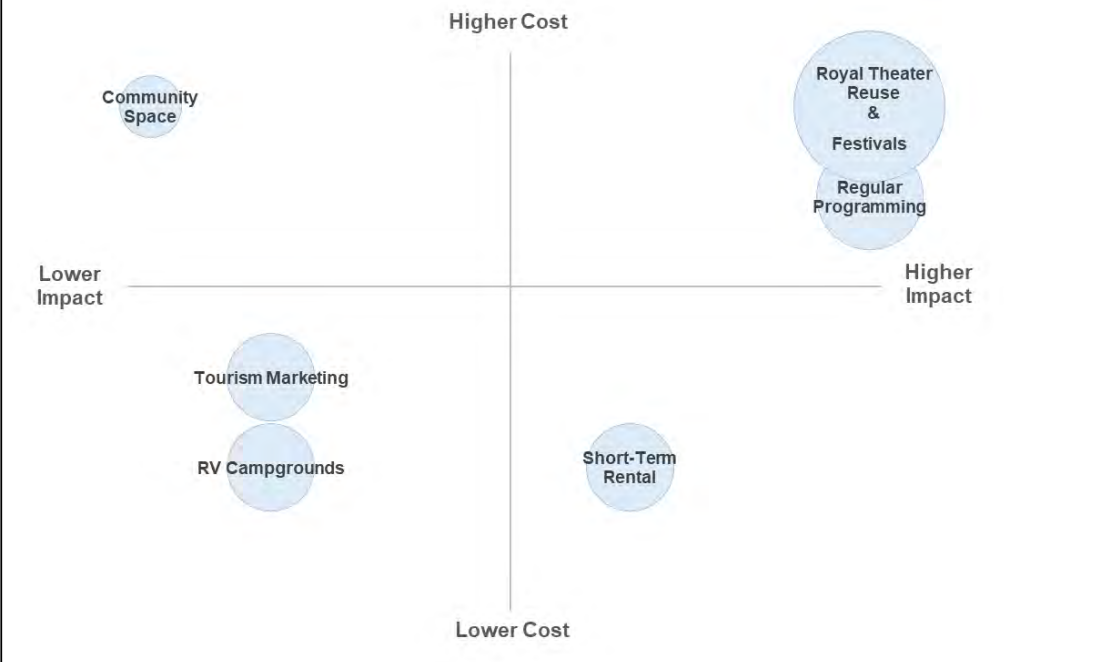 Higher Cost
Royal Theater
Reuse
&
Festivals
Community
Space
Regular
Programming
Lower
Impact
Higher
Impact
Tourism Marketing
RV Campgrounds
Short-Term
Rental
Lower Cost